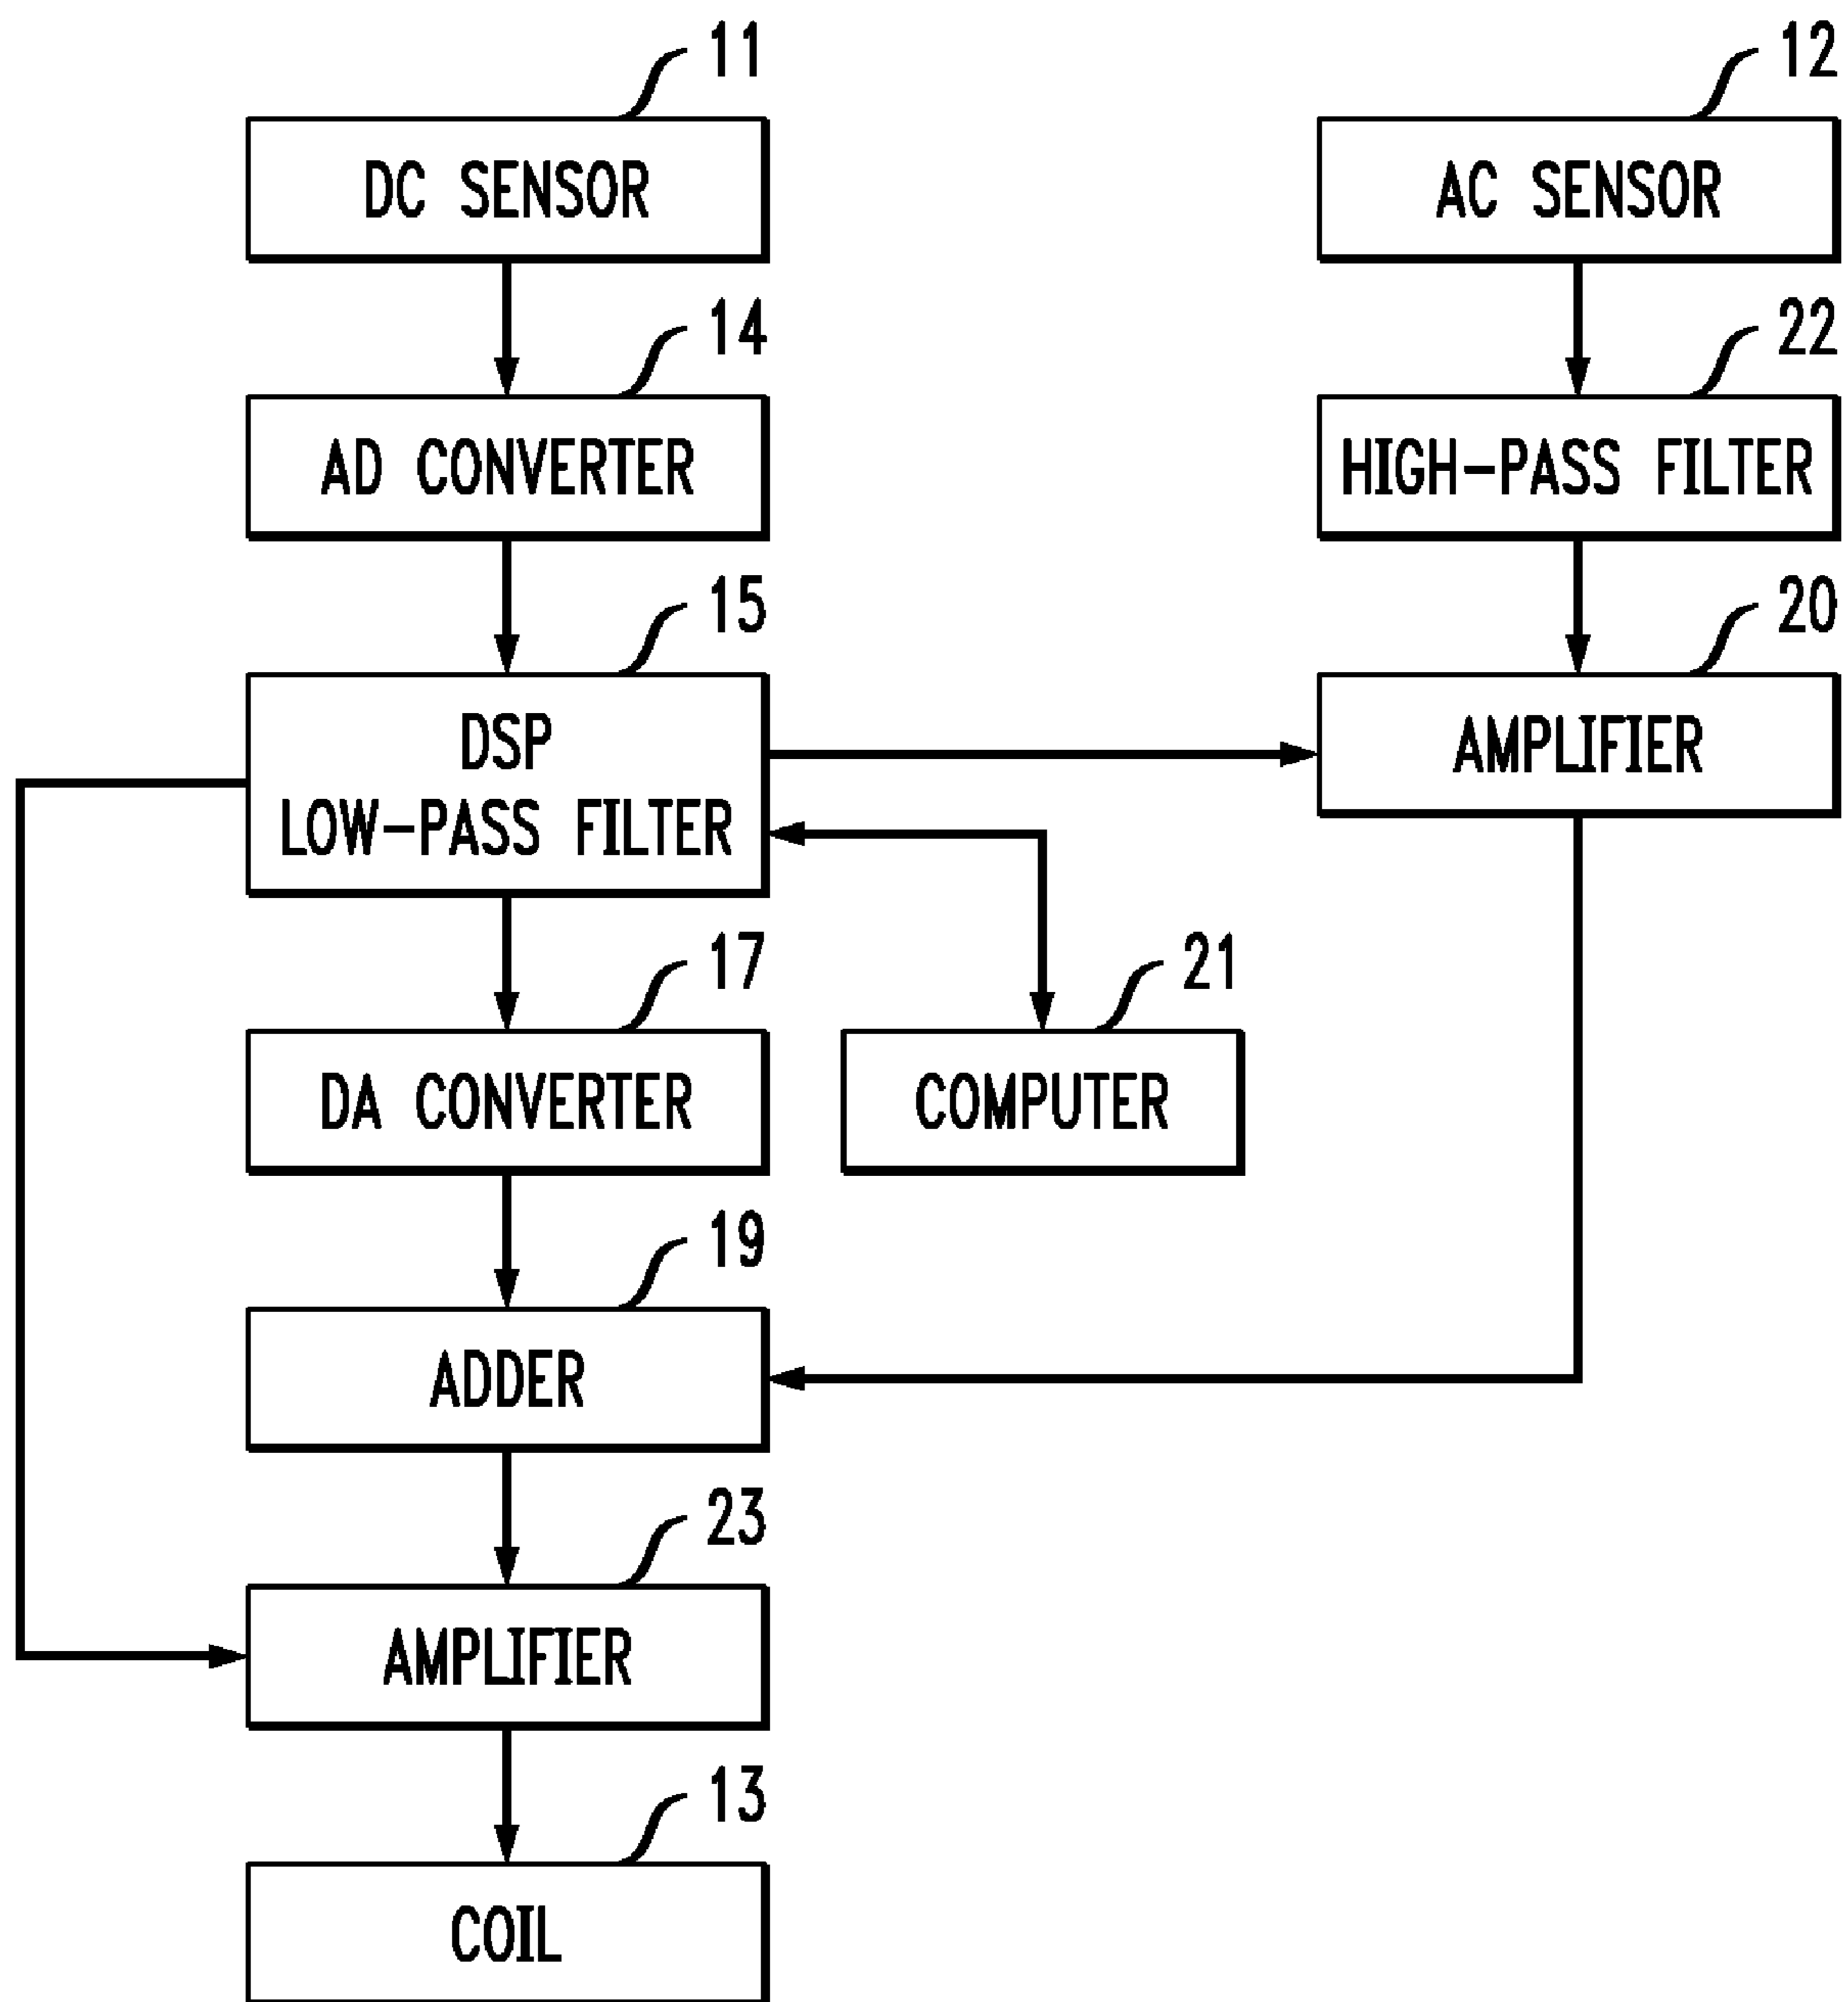 11
12
DC SENSOR
AC SENSOR
14
22
AD CONVERTER
HIGH-PASS FILTER
15
20
DSP
LOW-PASS FILTER
AMPLIFIER
17
21
DA CONVERTER
COMPUTER
19
ADDER
23
AMPLIFIER
13
COIL